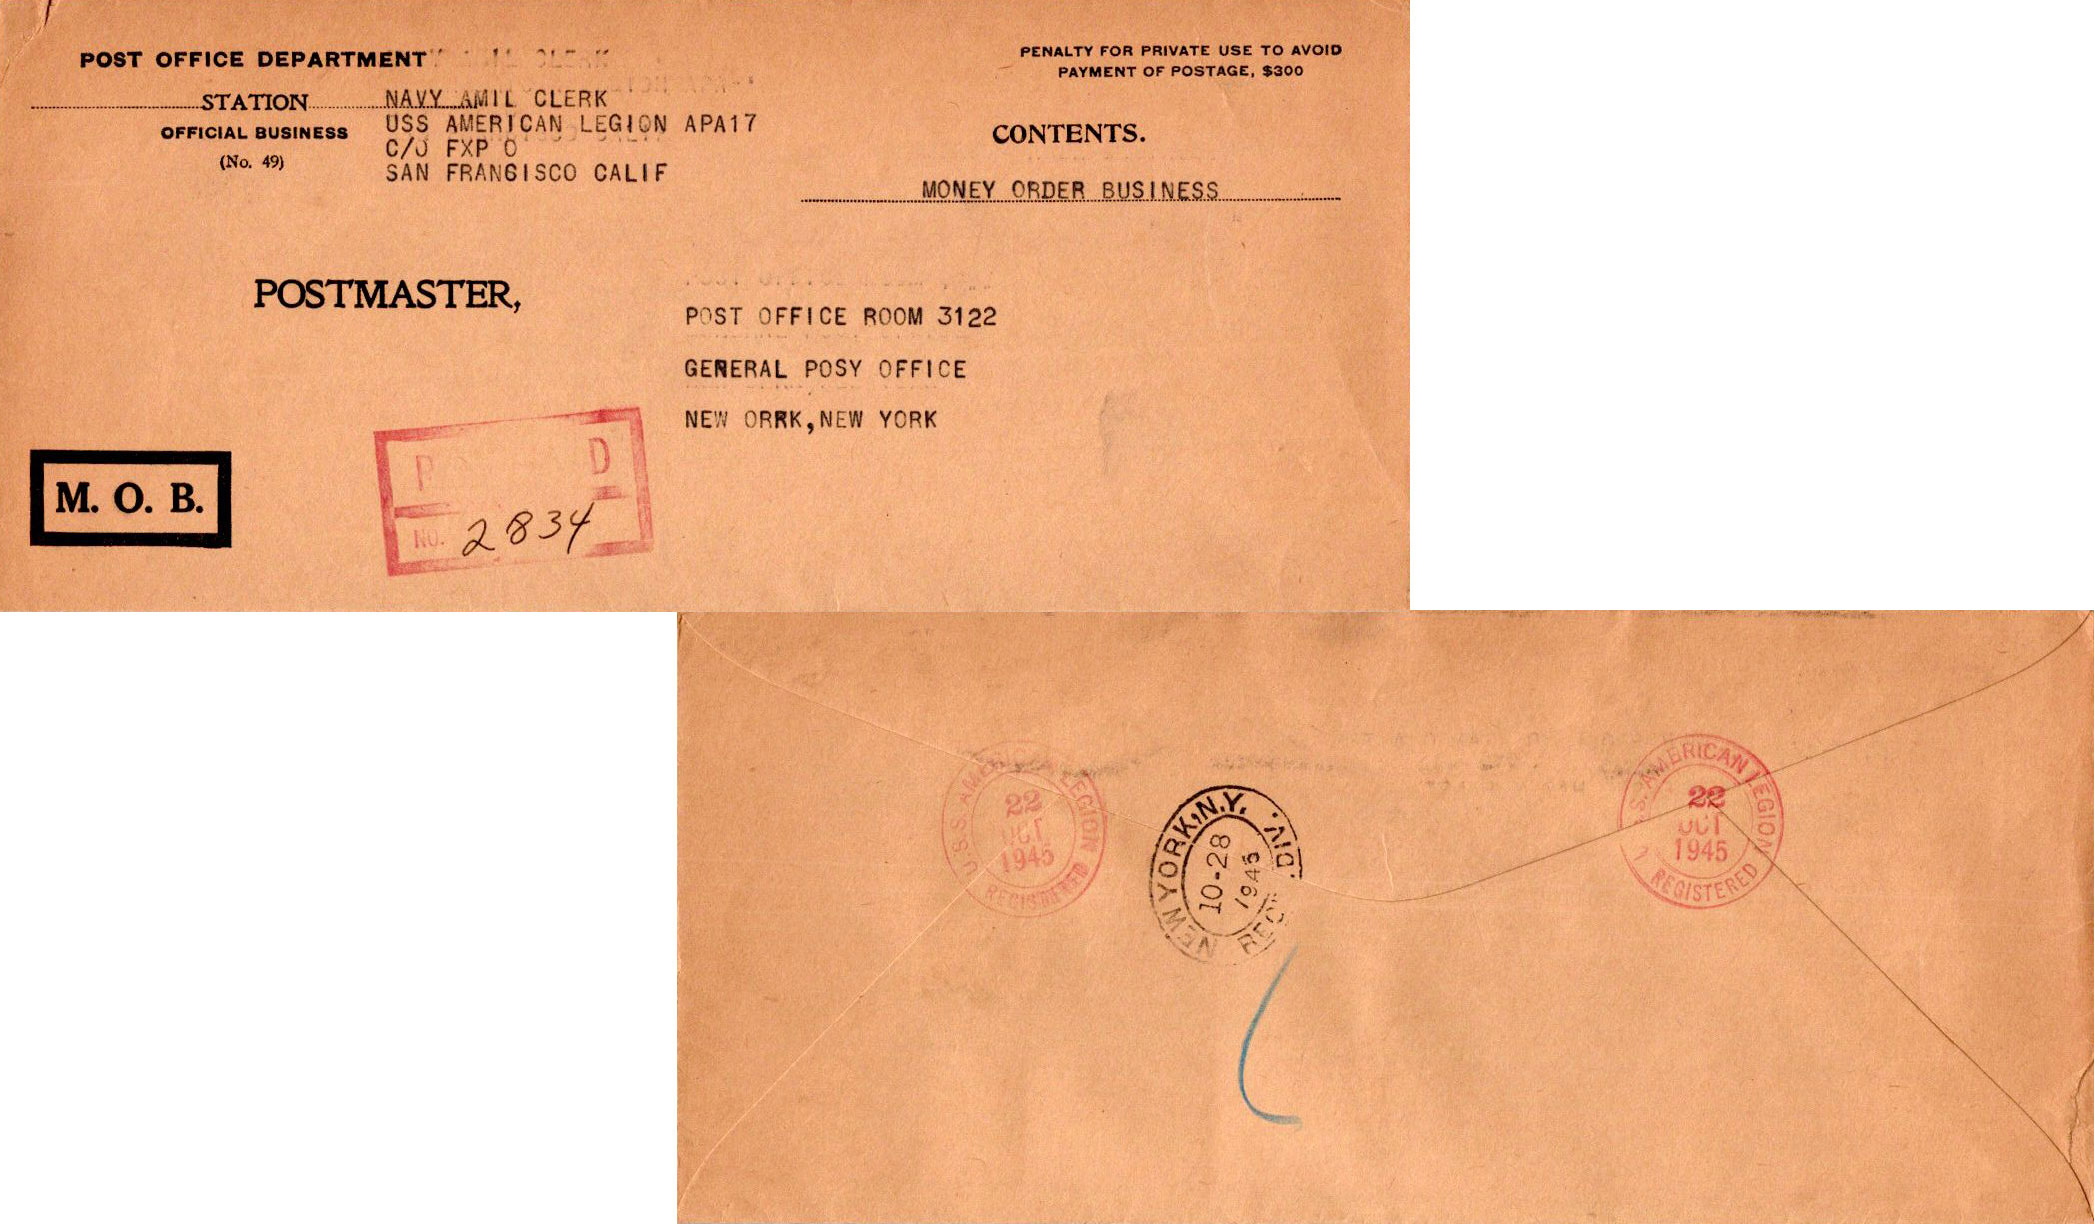 POST OFFICE DEPARTMENT
STATION
OFFICIAL BUSINESS
(No. 49)
NAVY AMIL CLERK
USS AMERICAN LEGION APA17
C/O FXP O
SAN FRANGISCO CALIF
PENALTY FOR PRIVATE USE TO AVOID
PAYMENT OF POSTAGE, $300
CONTENTS.
MONEY ORDER BUSINESS
POSTMASTER,
POST OFFICE ROOM 3122
GENERAL POSY OFFICE
NEW ORRK,NEW YORK
M. O. B.
NO. 2834
U.S.S. AMERICAN LEGION
22
OCT
1945
REGISTERED
NEW YORK, N.Y.
10-28
1945
DIV.
S. AMERICAN LEGION
22
OCT
1945
REGISTERED